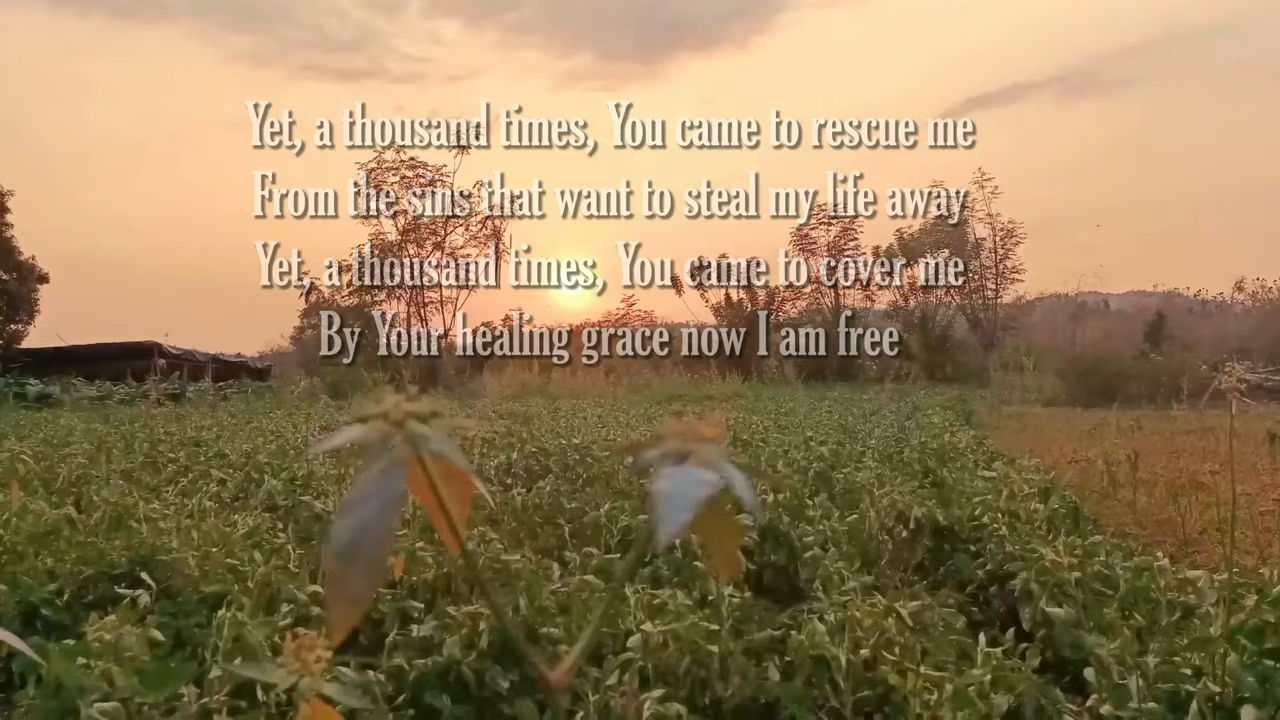 Yet, a thousand times, You came to rescue me
From the sins that want to steal my life away
Yet, a thousand times, You came to cover me
By Your healing grace now I am free